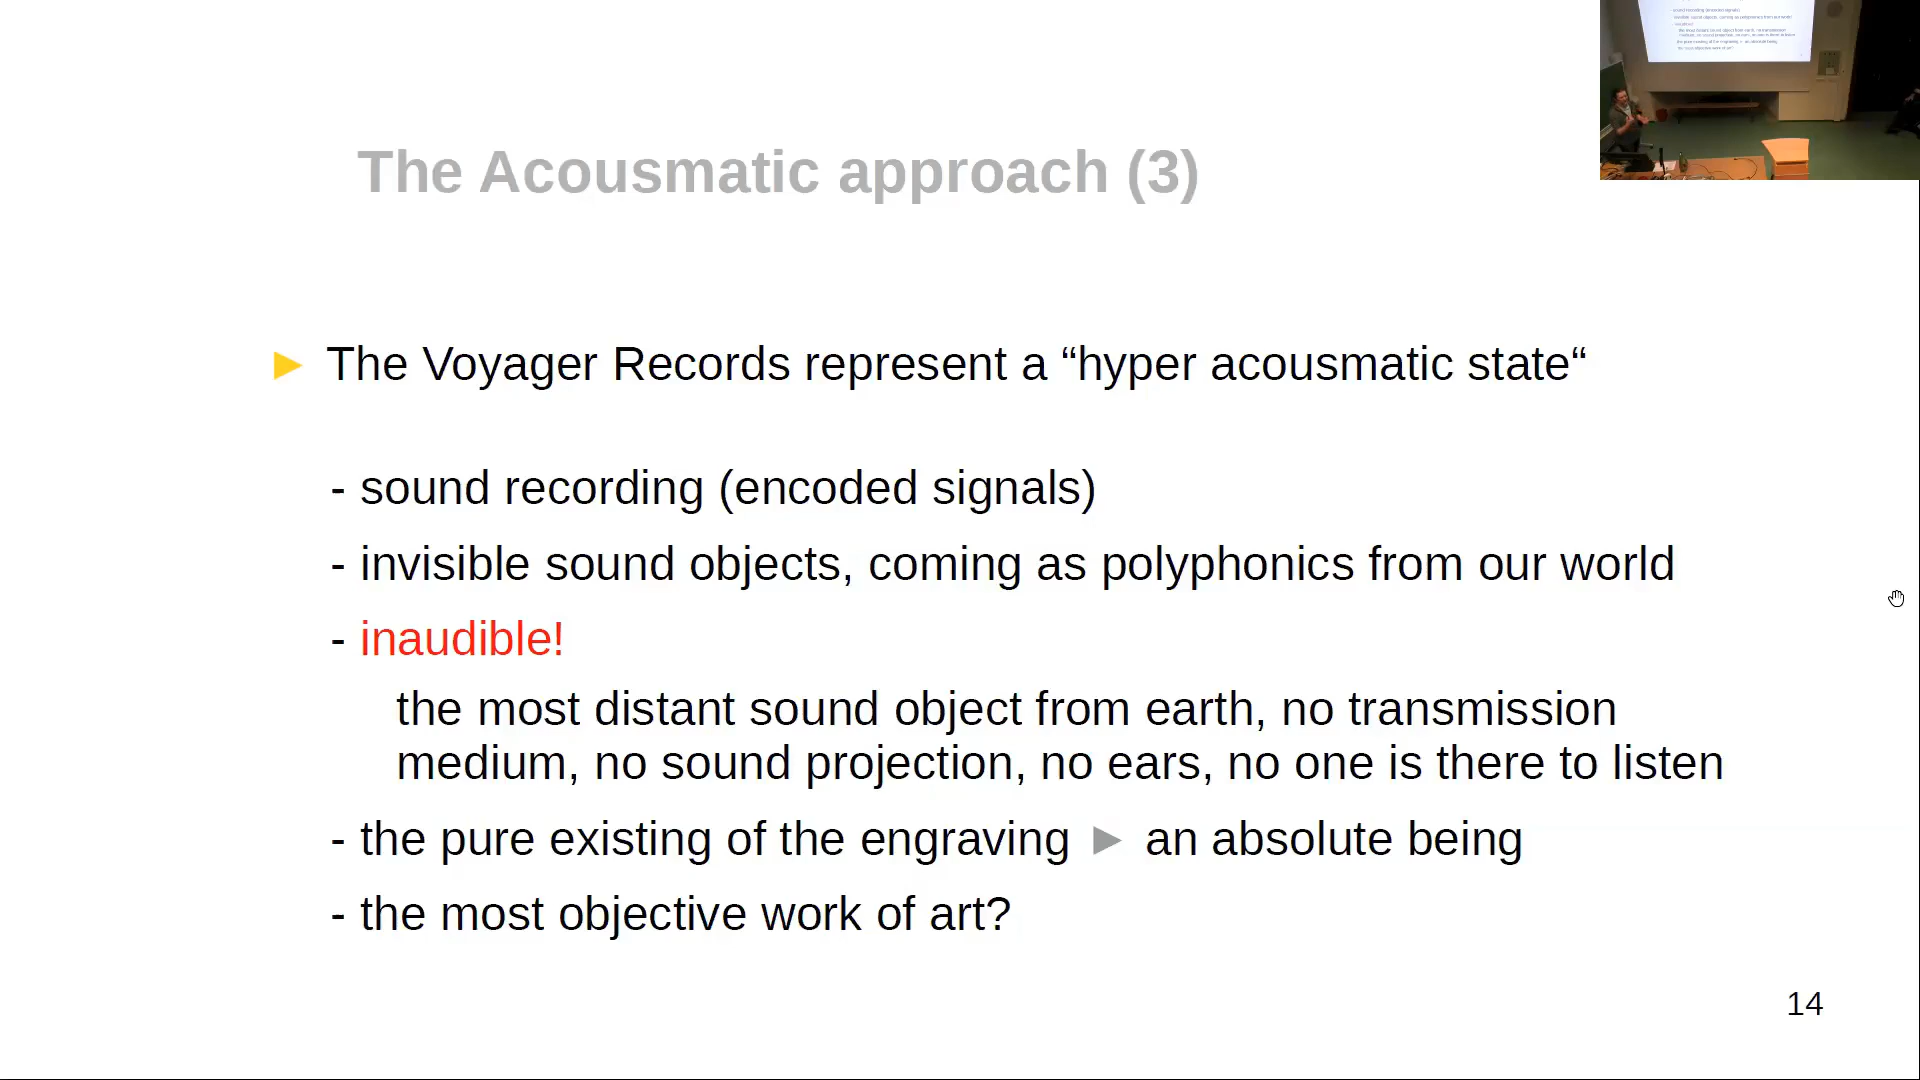 The Acousmatic approach (3)
► The Voyager Records represent a “hyper acousmatic state“
- sound recording (encoded signals)
- invisible sound objects, coming as polyphonics from our world
- inaudible!
the most distant sound object from earth, no transmission
medium, no sound projection, no ears, no one is there to listen
- the pure existing of the engraving ► an absolute being
- the most objective work of art?
14